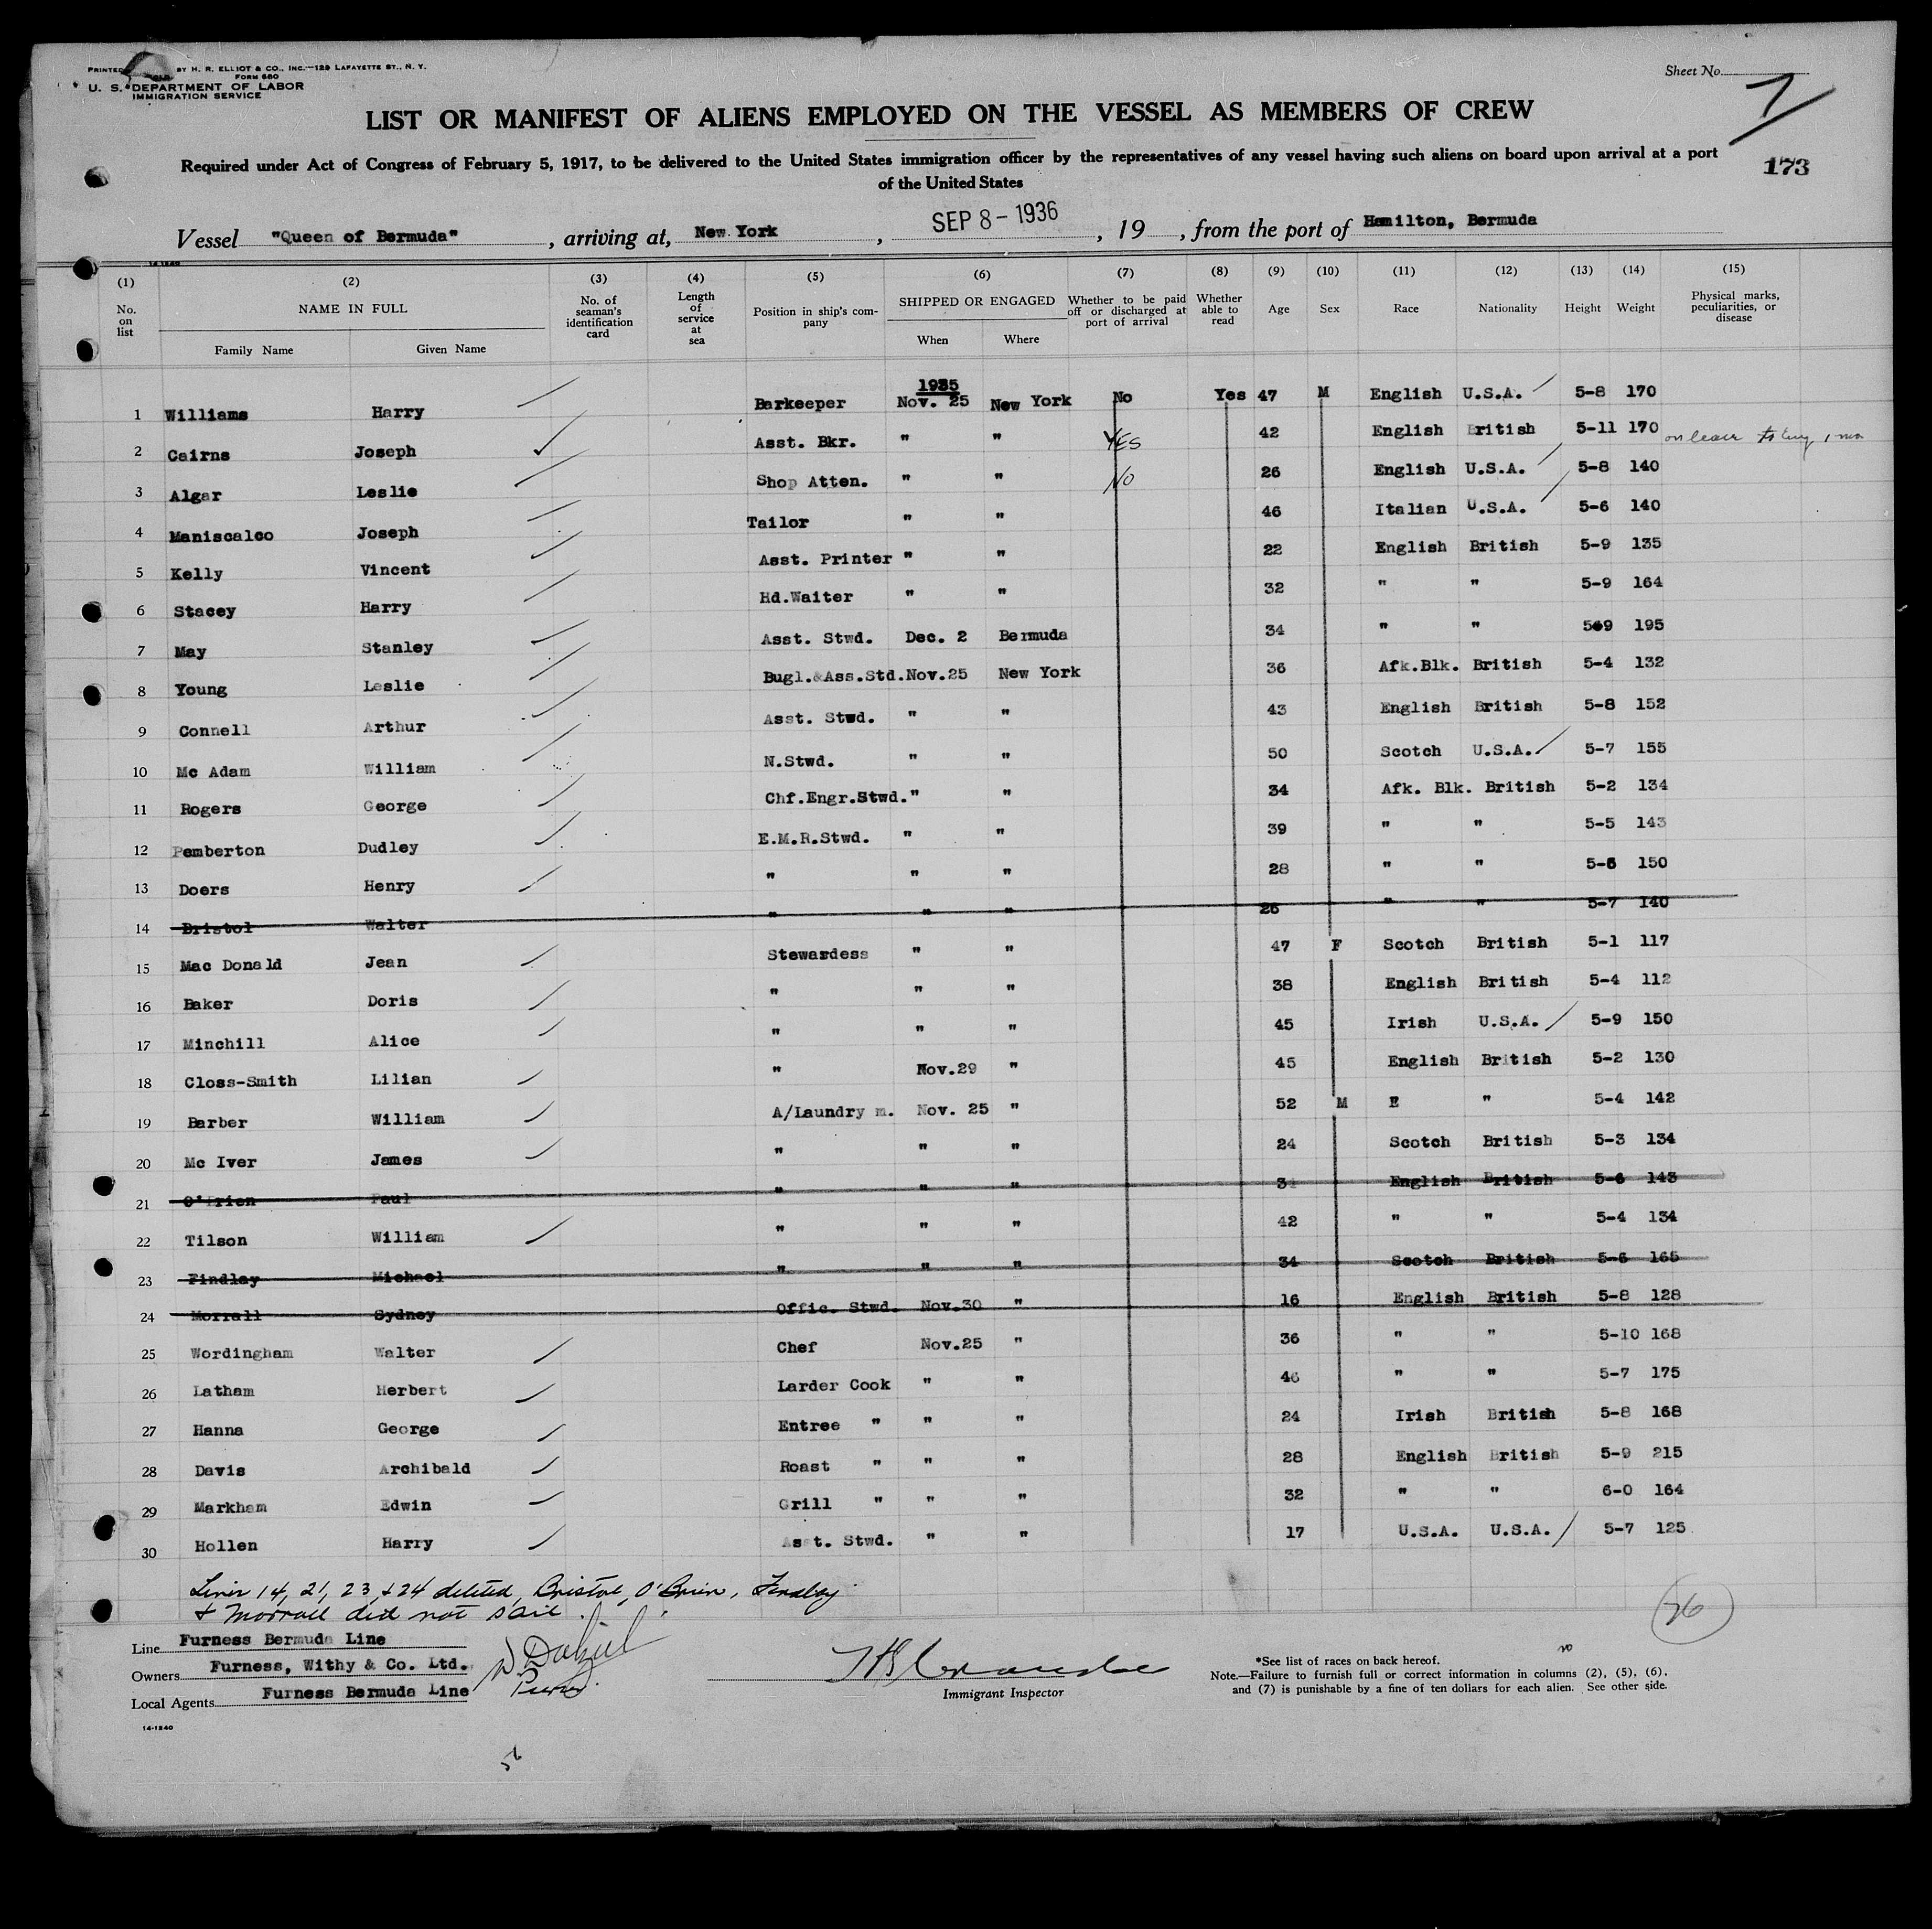 PRINTED BY H. R. ELLIOT & CO., INC.—129 LAFAYETTE ST., N. Y.
FORM 680
U. S. DEPARTMENT OF LABOR
IMMIGRATION SERVICE
Sheet No. 7
LIST OR MANIFEST OF ALIENS EMPLOYED ON THE VESSEL AS MEMBERS OF CREW
Required under Act of Congress of February 5, 1917, to be delivered to the United States immigration officer by the representatives of any vessel having such aliens on board upon arrival at a port
of the United States
173
Vessel "Queen of Bermuda", arriving at, New York, SEP 8 - 1936, 19, from the port of Hamilton, Bermuda
14-1240
(1) (2) (3) (4) (5) (6) (7) (8) (9) (10) (11) (12) (13) (14) (15)
No. on list NAME IN FULL No. of seaman's identification card Length of service at sea Position in ship's company SHIPPED OR ENGAGED Whether to be paid off or discharged at port of arrival Whether able to read Age Sex Race Nationality Height Weight Physical marks, peculiarities, or disease
Family Name Given Name When Where
1935
1 Williams Harry Barkeeper Nov. 25 New York No Yes 47 M English U.S.A. 5-8 170
2 Cairns Joseph Asst. Bkr. " " YES 42 English British 5-11 170 on leave
3 Algar Leslie Shop Atten. " " NO 26 English U.S.A. 5-8 140
4 Maniscalco Joseph Tailor " " 46 Italian U.S.A. 5-6 140
5 Kelly Vincent Asst. Printer " " 22 English British 5-9 135
6 Stacey Harry Hd.Waiter " " 32 " " 5-9 164
7 May Stanley Asst. Stwd. Dec. 2 Bermuda 34 " " 569 195
8 Young Leslie Bugl.&Ass.Std. Nov.25 New York 36 Afk.Blk. British 5-4 132
9 Connell Arthur Asst. Stwd. " " 43 English British 5-8 152
10 Mc Adam William N.Stwd. " " 50 Scotch U.S.A. 5-7 155
11 Rogers George Chf.Engr.Stwd. " " 34 Afk. Blk. British 5-2 134
12 Pemberton Dudley E.M.R.Stwd. " " 39 " " 5-5 143
13 Doers Henry " " " 28 " " 5-6 150
14 Bristol Walter " " " 26 " " 5-7 140
15 Mac Donald Jean Stewardess " " 47 F Scotch British 5-1 117
16 Baker Doris " " " 38 English British 5-4 112
17 Minchill Alice " " " 45 Irish U.S.A. 5-9 150
18 Closs-Smith Lilian " Nov.29 " 45 English British 5-2 130
19 Barber William A/Laundry m. Nov. 25 " 52 M E " 5-4 142
20 Mc Iver James " " " 24 Scotch British 5-3 134
21 O'Brien Paul " " " 34 English British 5-6 143
22 Tilson William " " " 42 " " 5-4 134
23 Findlay Michael " " " 34 Scotch British 5-6 165
24 Morrall Sydney Offic. Stwd. Nov.30 " 16 English British 5-8 128
25 Wordingham Walter Chef Nov.25 " 36 " " 5-10 168
26 Latham Herbert Larder Cook " " 46 " " 5-7 175
27 Hanna George Entree " " " 24 Irish British 5-8 168
28 Davis Archibald Roast " " " 28 English British 5-9 215
29 Markham Edwin Grill " " " 32 " " 6-0 164
30 Hollen Harry Asst. Stwd. " " 17 U.S.A. U.S.A. 5-7 125
Lines 14, 21, 23, & 24 deleted, Bristol, O'Brien, Findlay
& Morrall did not sail.
26
Line Furness Bermuda Line
Owners Furness, Withy & Co. Ltd.
Local Agents Furness Bermuda Line
Immigrant Inspector
*See list of races on back hereof.
Note.—Failure to furnish full or correct information in columns (2), (5), (6),
and (7) is punishable by a fine of ten dollars for each alien. See other side.
14-1240